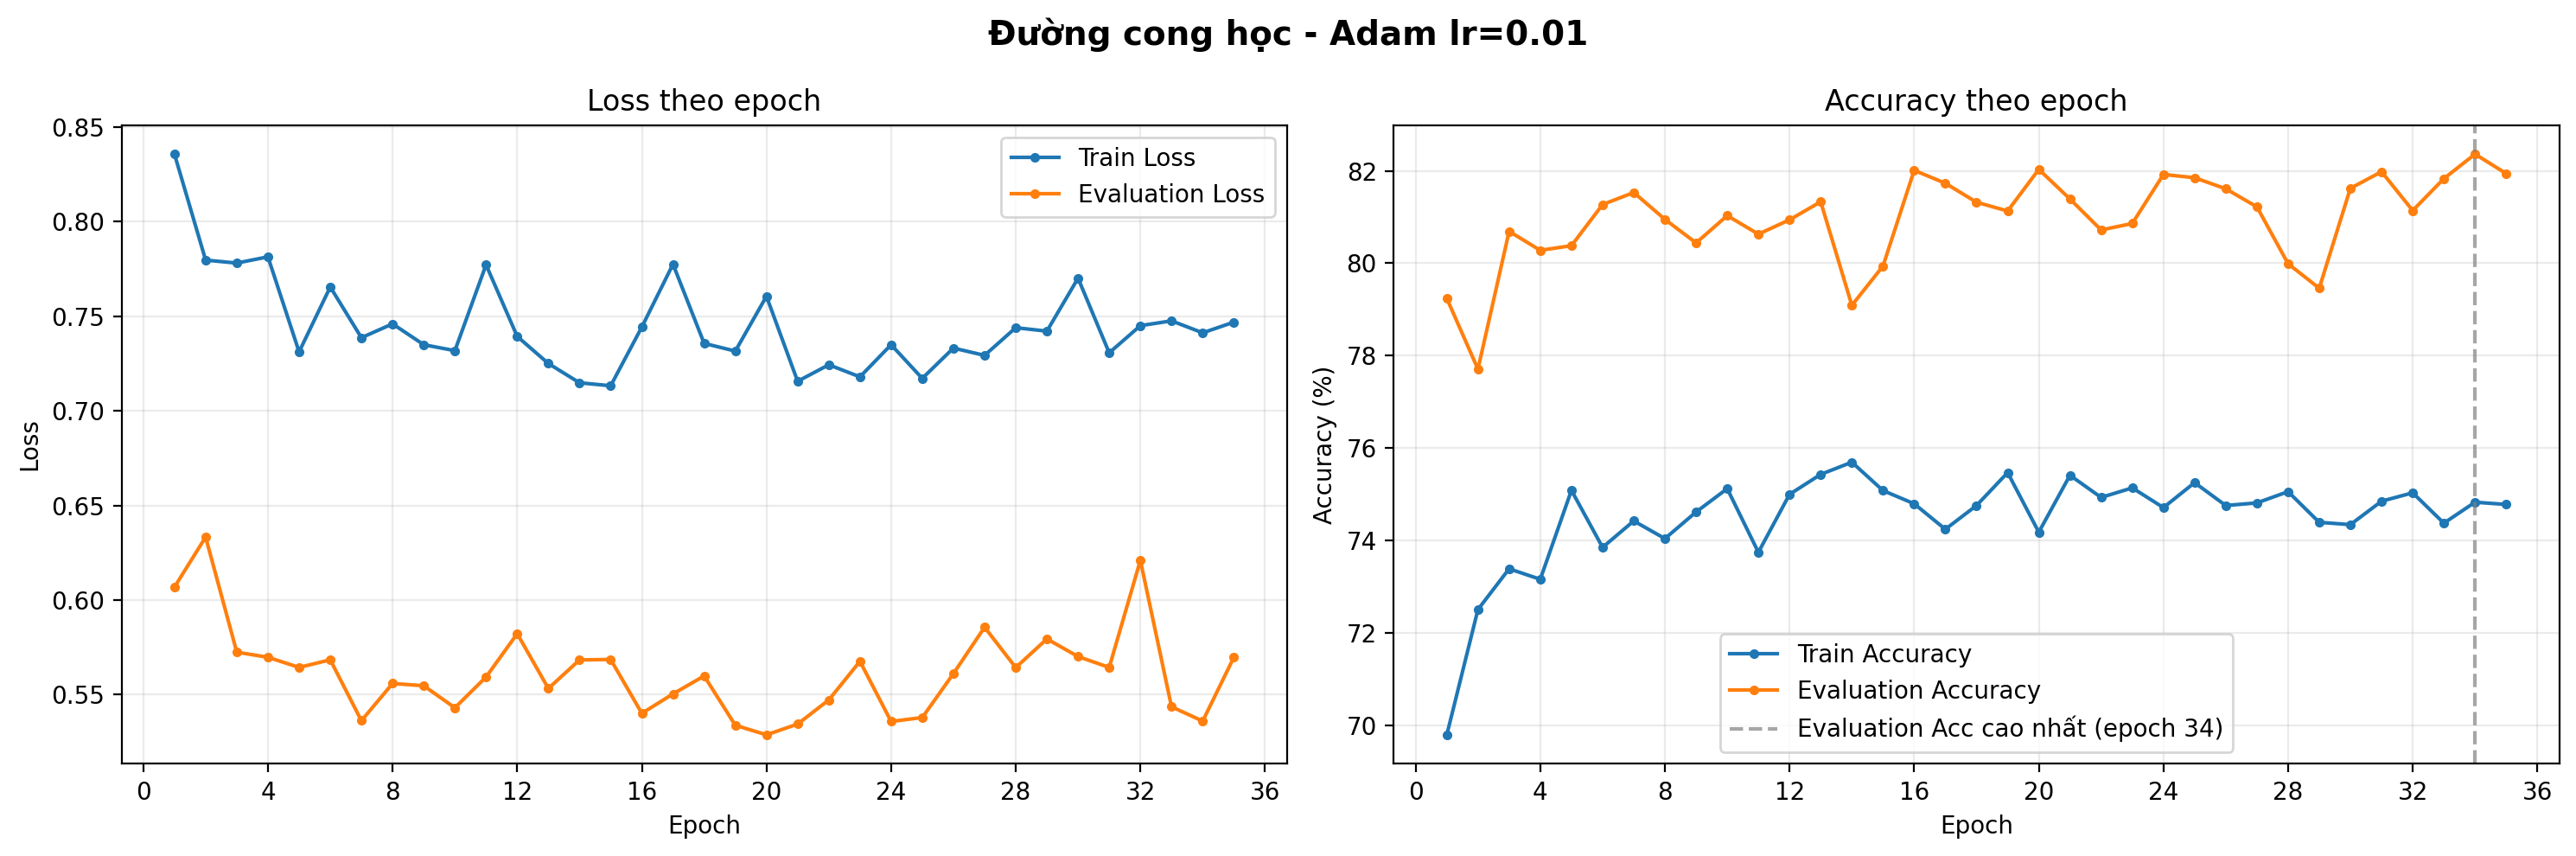 Đường cong học - Adam lr=0.01
Loss theo epoch
0.85
0.80
0.75
0.70
0.65
0.60
0.55
Loss
Train Loss
Evaluation Loss
0 4 8 12 16 20 24 28 32 36
Epoch
Accuracy theo epoch
82
80
78
76
74
72
70
Accuracy (%)
Train Accuracy
Evaluation Accuracy
Evaluation Acc cao nhất (epoch 34)
0 4 8 12 16 20 24 28 32 36
Epoch